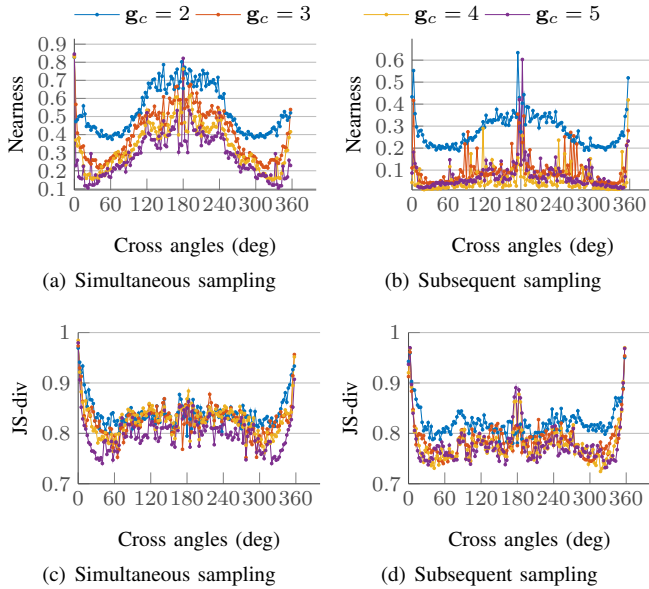 g_c = 2 g_c = 3 g_c = 4 g_c = 5
Nearness
0.9
0.8
0.7
0.6
0.5
0.4
0.3
0.2
0.1
0 120 180 240 360
Cross angles (deg)
(a) Simultaneous sampling
Nearness
0.6
0.5
0.4
0.3
0.2
0.1
0 120 180 240 360
Cross angles (deg)
(b) Subsequent sampling
JS-div
1
0.9
0.8
0.7
0 60 120 180 240 300 360
Cross angles (deg)
(c) Simultaneous sampling
JS-div
1
0.9
0.8
0.7
0 60 120 180 240 300 360
Cross angles (deg)
(d) Subsequent sampling